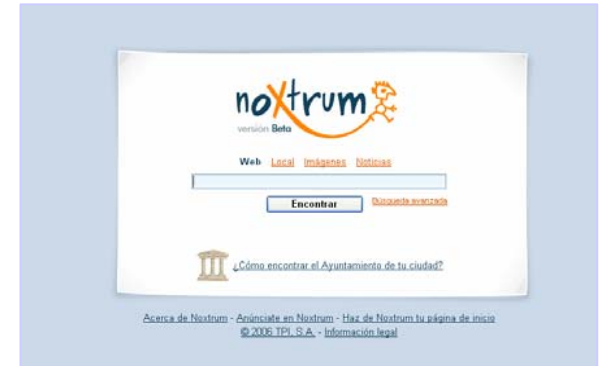 noXtrum
versión Beta
Web Local Imágenes Noticias
Encontrar Búsqueda avanzada
¿Cómo encontrar el Ayuntamiento de tu ciudad?
Acerca de Noxtrum - Anúnciate en Noxtrum - Haz de Noxtrum tu página de inicio
© 2006 TPI, S.A. - Información legal